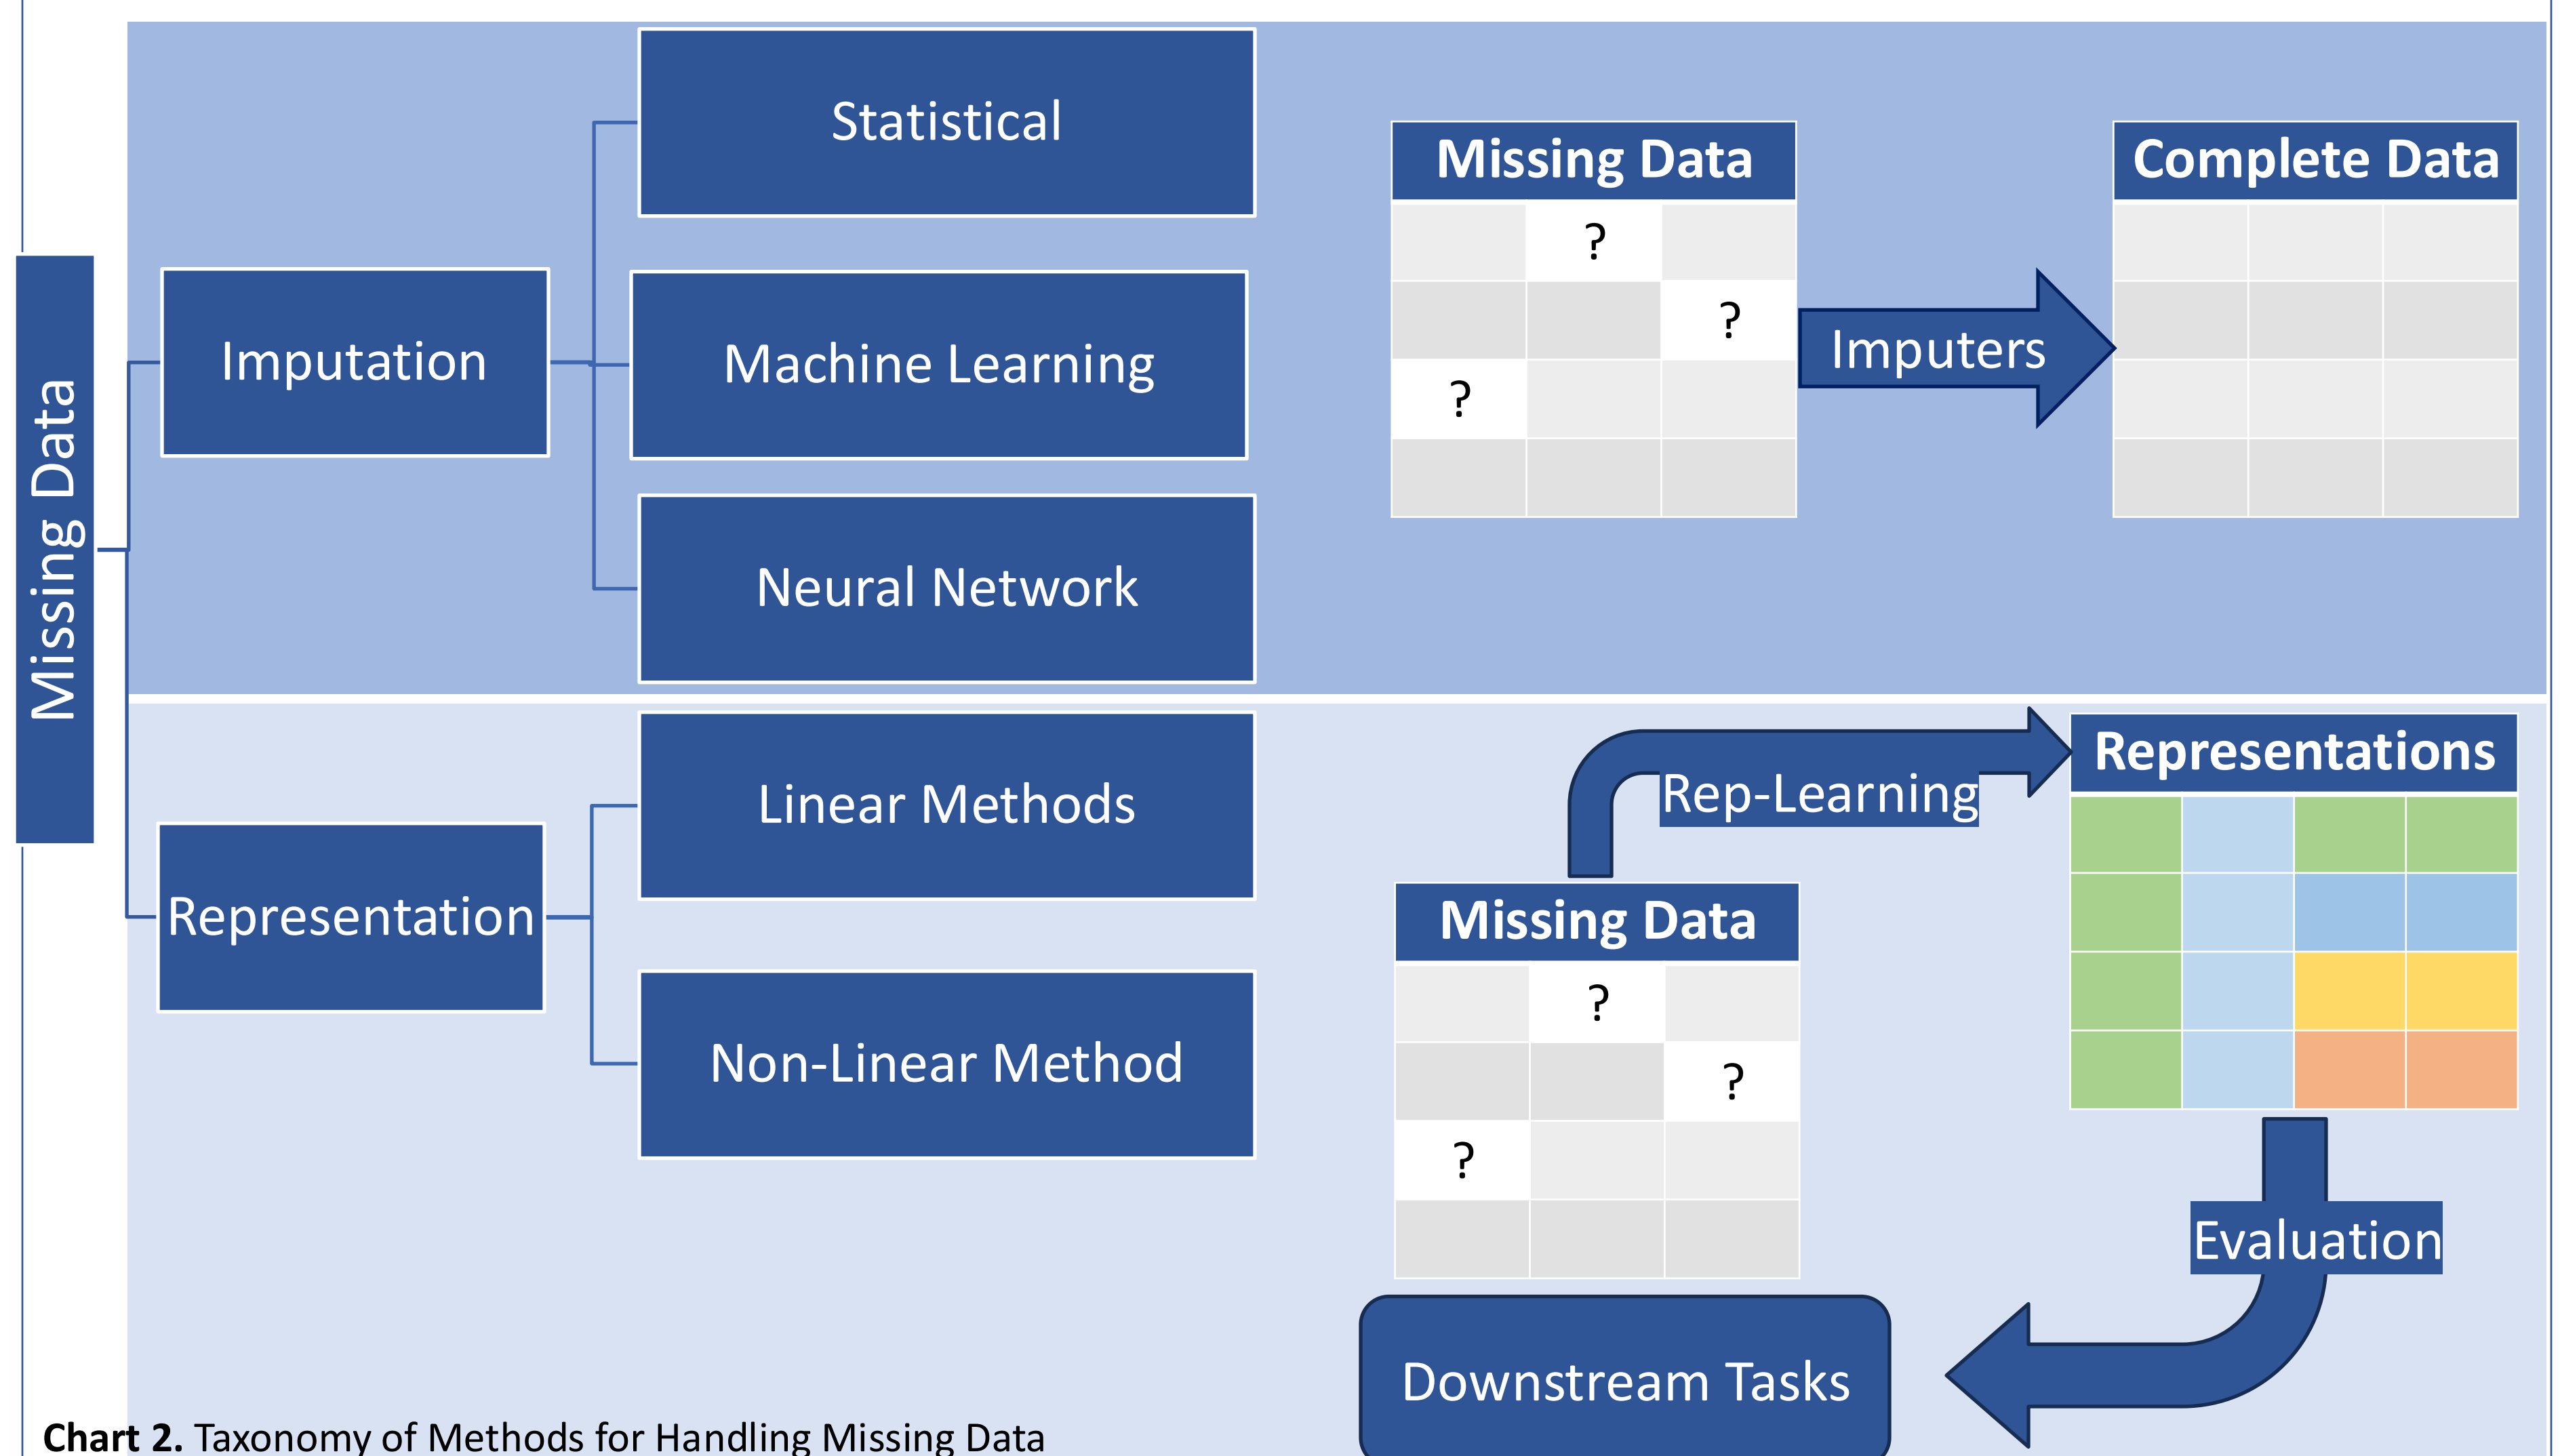 Missing Data
Imputation
Statistical
Machine Learning
Neural Network
Missing Data
?
?
?
Imputers
Complete Data
Representation
Linear Methods
Non-Linear Method
Rep-Learning
Representations
Missing Data
?
?
?
Evaluation
Downstream Tasks
Chart 2. Taxonomy of Methods for Handling Missing Data